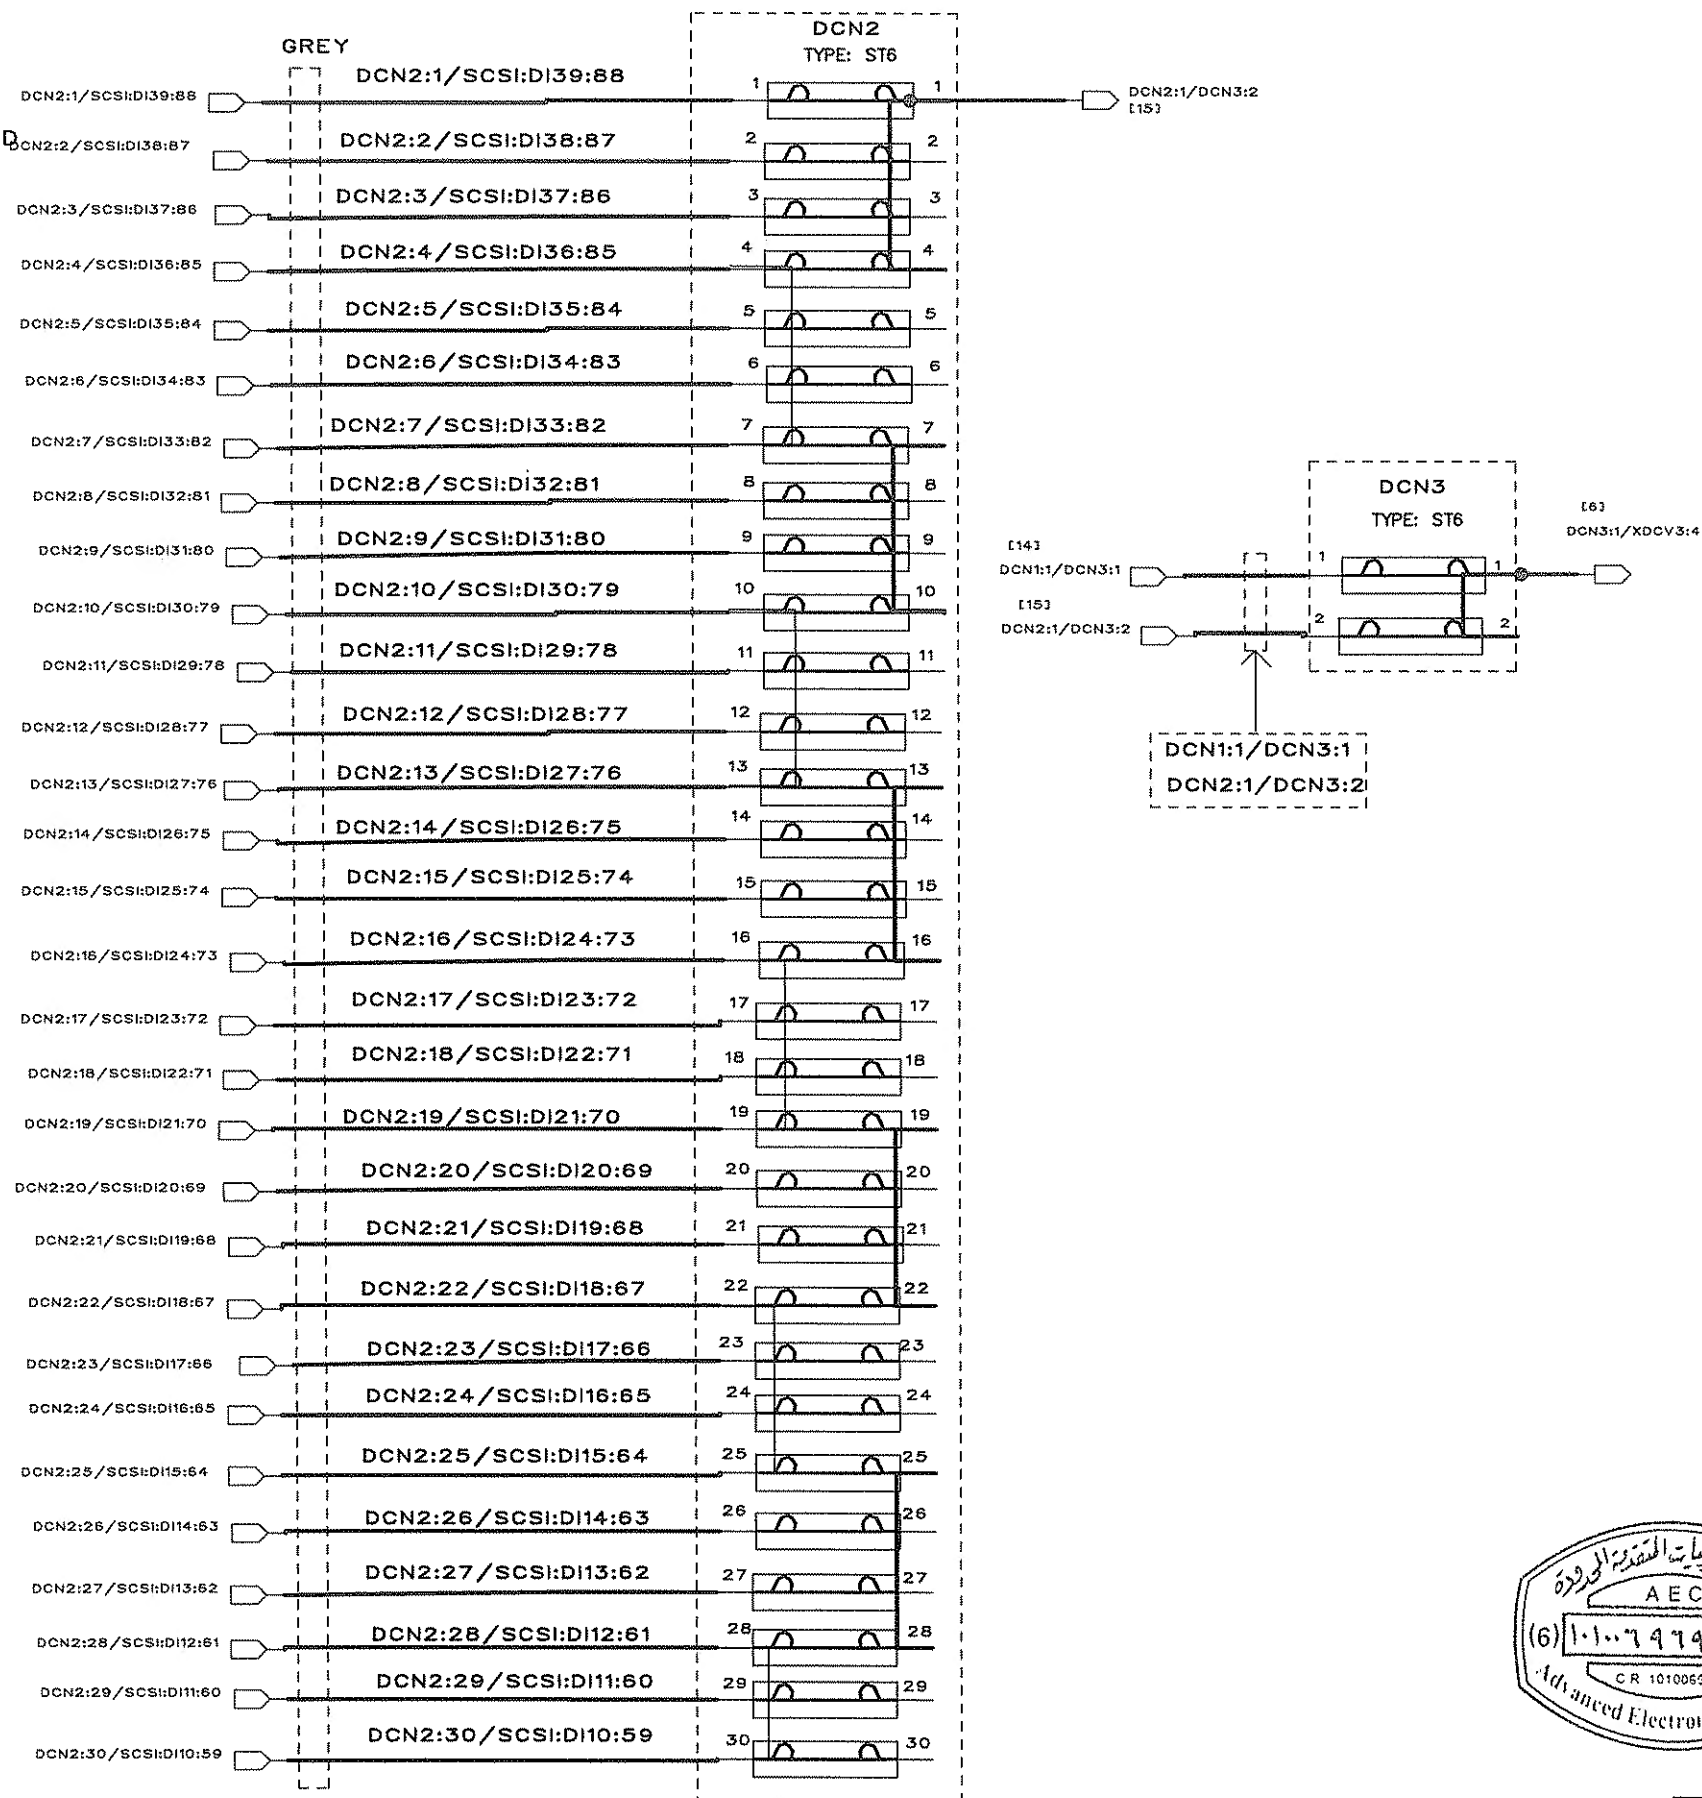 GREY
DCN2
TYPE: ST6
DCN2:1/SCSI:DI39:88
DCN2:1/SCSI:DI39:88
1
1
DCN2:1/DCN3:2
[15]
D
DCN2:2/SCSI:DI38:87
DCN2:2/SCSI:DI38:87
2
2
DCN2:3/SCSI:DI37:86
DCN2:3/SCSI:DI37:86
3
3
DCN2:4/SCSI:DI36:85
DCN2:4/SCSI:DI36:85
4
4
DCN2:5/SCSI:DI35:84
DCN2:5/SCSI:DI35:84
5
5
DCN2:6/SCSI:DI34:83
DCN2:6/SCSI:DI34:83
6
6
DCN2:7/SCSI:DI33:82
DCN2:7/SCSI:DI33:82
7
7
DCN2:8/SCSI:DI32:81
DCN2:8/SCSI:DI32:81
8
8
DCN2:9/SCSI:DI31:80
DCN2:9/SCSI:DI31:80
9
9
DCN2:10/SCSI:DI30:79
DCN2:10/SCSI:DI30:79
10
10
DCN2:11/SCSI:DI29:78
DCN2:11/SCSI:DI29:78
11
11
DCN2:12/SCSI:DI28:77
DCN2:12/SCSI:DI28:77
12
12
DCN2:13/SCSI:DI27:76
DCN2:13/SCSI:DI27:76
13
13
DCN2:14/SCSI:DI26:75
DCN2:14/SCSI:DI26:75
14
14
DCN2:15/SCSI:DI25:74
DCN2:15/SCSI:DI25:74
15
15
DCN2:16/SCSI:DI24:73
DCN2:16/SCSI:DI24:73
16
16
DCN2:17/SCSI:DI23:72
DCN2:17/SCSI:DI23:72
17
17
DCN2:18/SCSI:DI22:71
DCN2:18/SCSI:DI22:71
18
18
DCN2:19/SCSI:DI21:70
DCN2:19/SCSI:DI21:70
19
19
DCN2:20/SCSI:DI20:69
DCN2:20/SCSI:DI20:69
20
20
DCN2:21/SCSI:DI19:68
DCN2:21/SCSI:DI19:68
21
21
DCN2:22/SCSI:DI18:67
DCN2:22/SCSI:DI18:67
22
22
DCN2:23/SCSI:DI17:66
DCN2:23/SCSI:DI17:66
23
23
DCN2:24/SCSI:DI16:65
DCN2:24/SCSI:DI16:65
24
24
DCN2:25/SCSI:DI15:64
DCN2:25/SCSI:DI15:64
25
25
DCN2:26/SCSI:DI14:63
DCN2:26/SCSI:DI14:63
26
26
DCN2:27/SCSI:DI13:62
DCN2:27/SCSI:DI13:62
27
27
DCN2:28/SCSI:DI12:61
DCN2:28/SCSI:DI12:61
28
28
DCN2:29/SCSI:DI11:60
DCN2:29/SCSI:DI11:60
29
29
DCN2:30/SCSI:DI10:59
DCN2:30/SCSI:DI10:59
30
30
DCN3
TYPE: ST6
[14]
DCN1:1/DCN3:1
1
1
[6]
DCN3:1/XDCV3:4
[15]
DCN2:1/DCN3:2
2
2
DCN1:1/DCN3:1
DCN2:1/DCN3:2
المتقدمة المحدودة
AEC
(6)
١٠١٠٠٦٩٦٩
CR 1010069
Advanced Electron